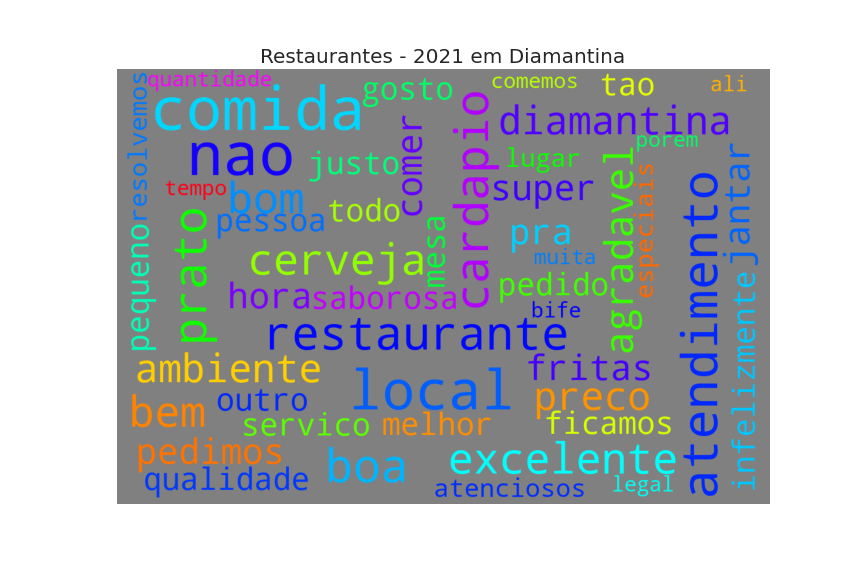 Restaurantes - 2021 em Diamantina
resolvemos
quantidade
comida
gosto
comemos
tao
ali
nao
justo
comer
cardapio
diamantina
porem
lugar
tempo
bom
super
agradavel
especiais
atendimento
jantar
pessoa
todo
pra
muita
pequeno
prato
cerveja
mesa
pedido
hora
saborosa
bife
restaurante
infelizmente
ambiente
fritas
local
preco
outro
bem
servico
melhor
ficamos
pedimos
boa
excelente
qualidade
atenciosos
legal